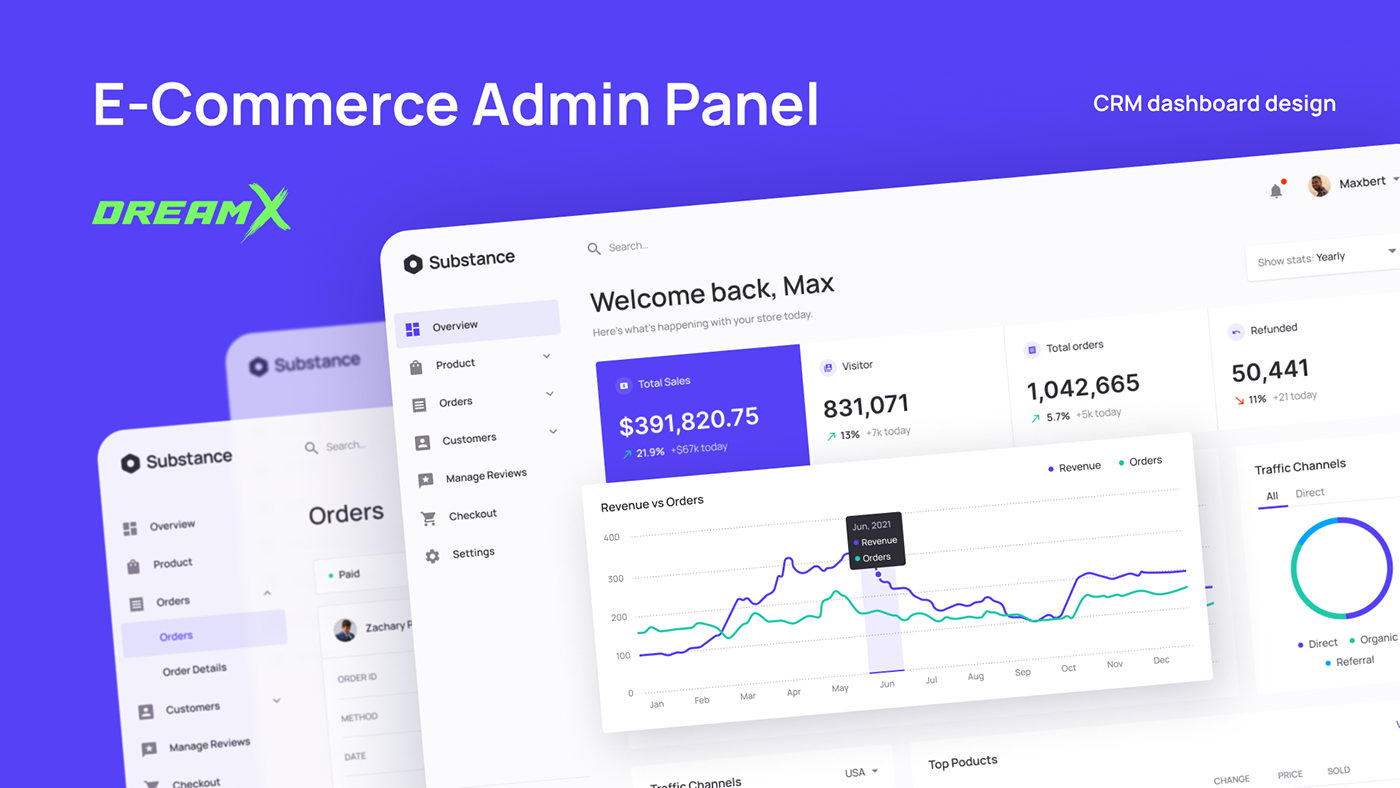 E-Commerce Admin Panel
CRM dashboard design
DREAMX
Maxbert
Substance
Search...
Show stats: Yearly
Welcome back, Max
Here's what's happening with your store today.
Overview
Product
Orders
Customers
Manage Reviews
Checkout
Settings
Total Sales
$391,820.75
21.9% +$67k today
Visitor
831,071
13% +7k today
Total orders
1,042,665
5.7% +5k today
Refunded
50,441
11% +21 today
Revenue vs Orders
Revenue
Orders
400
300
200
100
0
Jun, 2021
Revenue
Orders
Jan
Feb
Mar
Apr
May
Jun
Jul
Aug
Sep
Oct
Nov
Dec
Traffic Channels
All
Direct
Direct
Organic
Referral
Traffic Channels
USA
Top Poducts
CHANGE
PRICE
SOLD
Substance
Substance
Search...
Overview
Product
Orders
Orders
Order Details
Customers
Manage Reviews
Checkout
Orders
Paid
Zachary
ORDER ID
METHOD
DATE